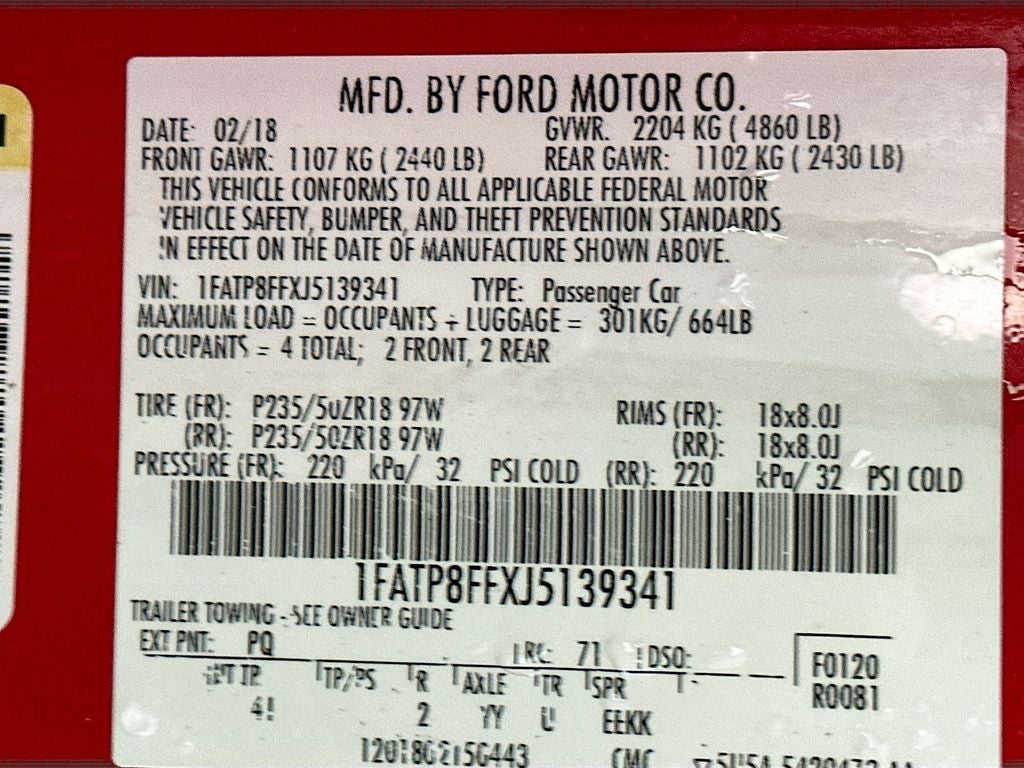 MFD. BY FORD MOTOR CO.
DATE: 02/18 GVWR. 2204 KG ( 4860 LB)
FRONT GAWR: 1107 KG ( 2440 LB) REAR GAWR: 1102 KG ( 2430 LB)
THIS VEHICLE CONFORMS TO ALL APPLICABLE FEDERAL MOTOR
VEHICLE SAFETY, BUMPER, AND THEFT PREVENTION STANDARDS
IN EFFECT ON THE DATE OF MANUFACTURE SHOWN ABOVE.
VIN: 1FATP8FFXJ5139341 TYPE: Passenger Car
MAXIMUM LOAD = OCCUPANTS + LUGGAGE = 301KG/ 664LB
OCCUPANTS = 4 TOTAL; 2 FRONT, 2 REAR
TIRE (FR): P235/50ZR18 97W RIMS (FR): 18x8.0J
(RR): P235/50ZR18 97W (RR): 18x8.0J
PRESSURE (FR): 220 kPa/ 32 PSI COLD (RR): 220 kPa/ 32 PSI COLD
1FATP8FFXJ5139341
TRAILER TOWING - SEE OWNER GUIDE
EXT PNT: PQ RC: 71 DSO:
F0120
R0081
INT TR TP/PS R AXLE TR SPR
2 YY U EEKK